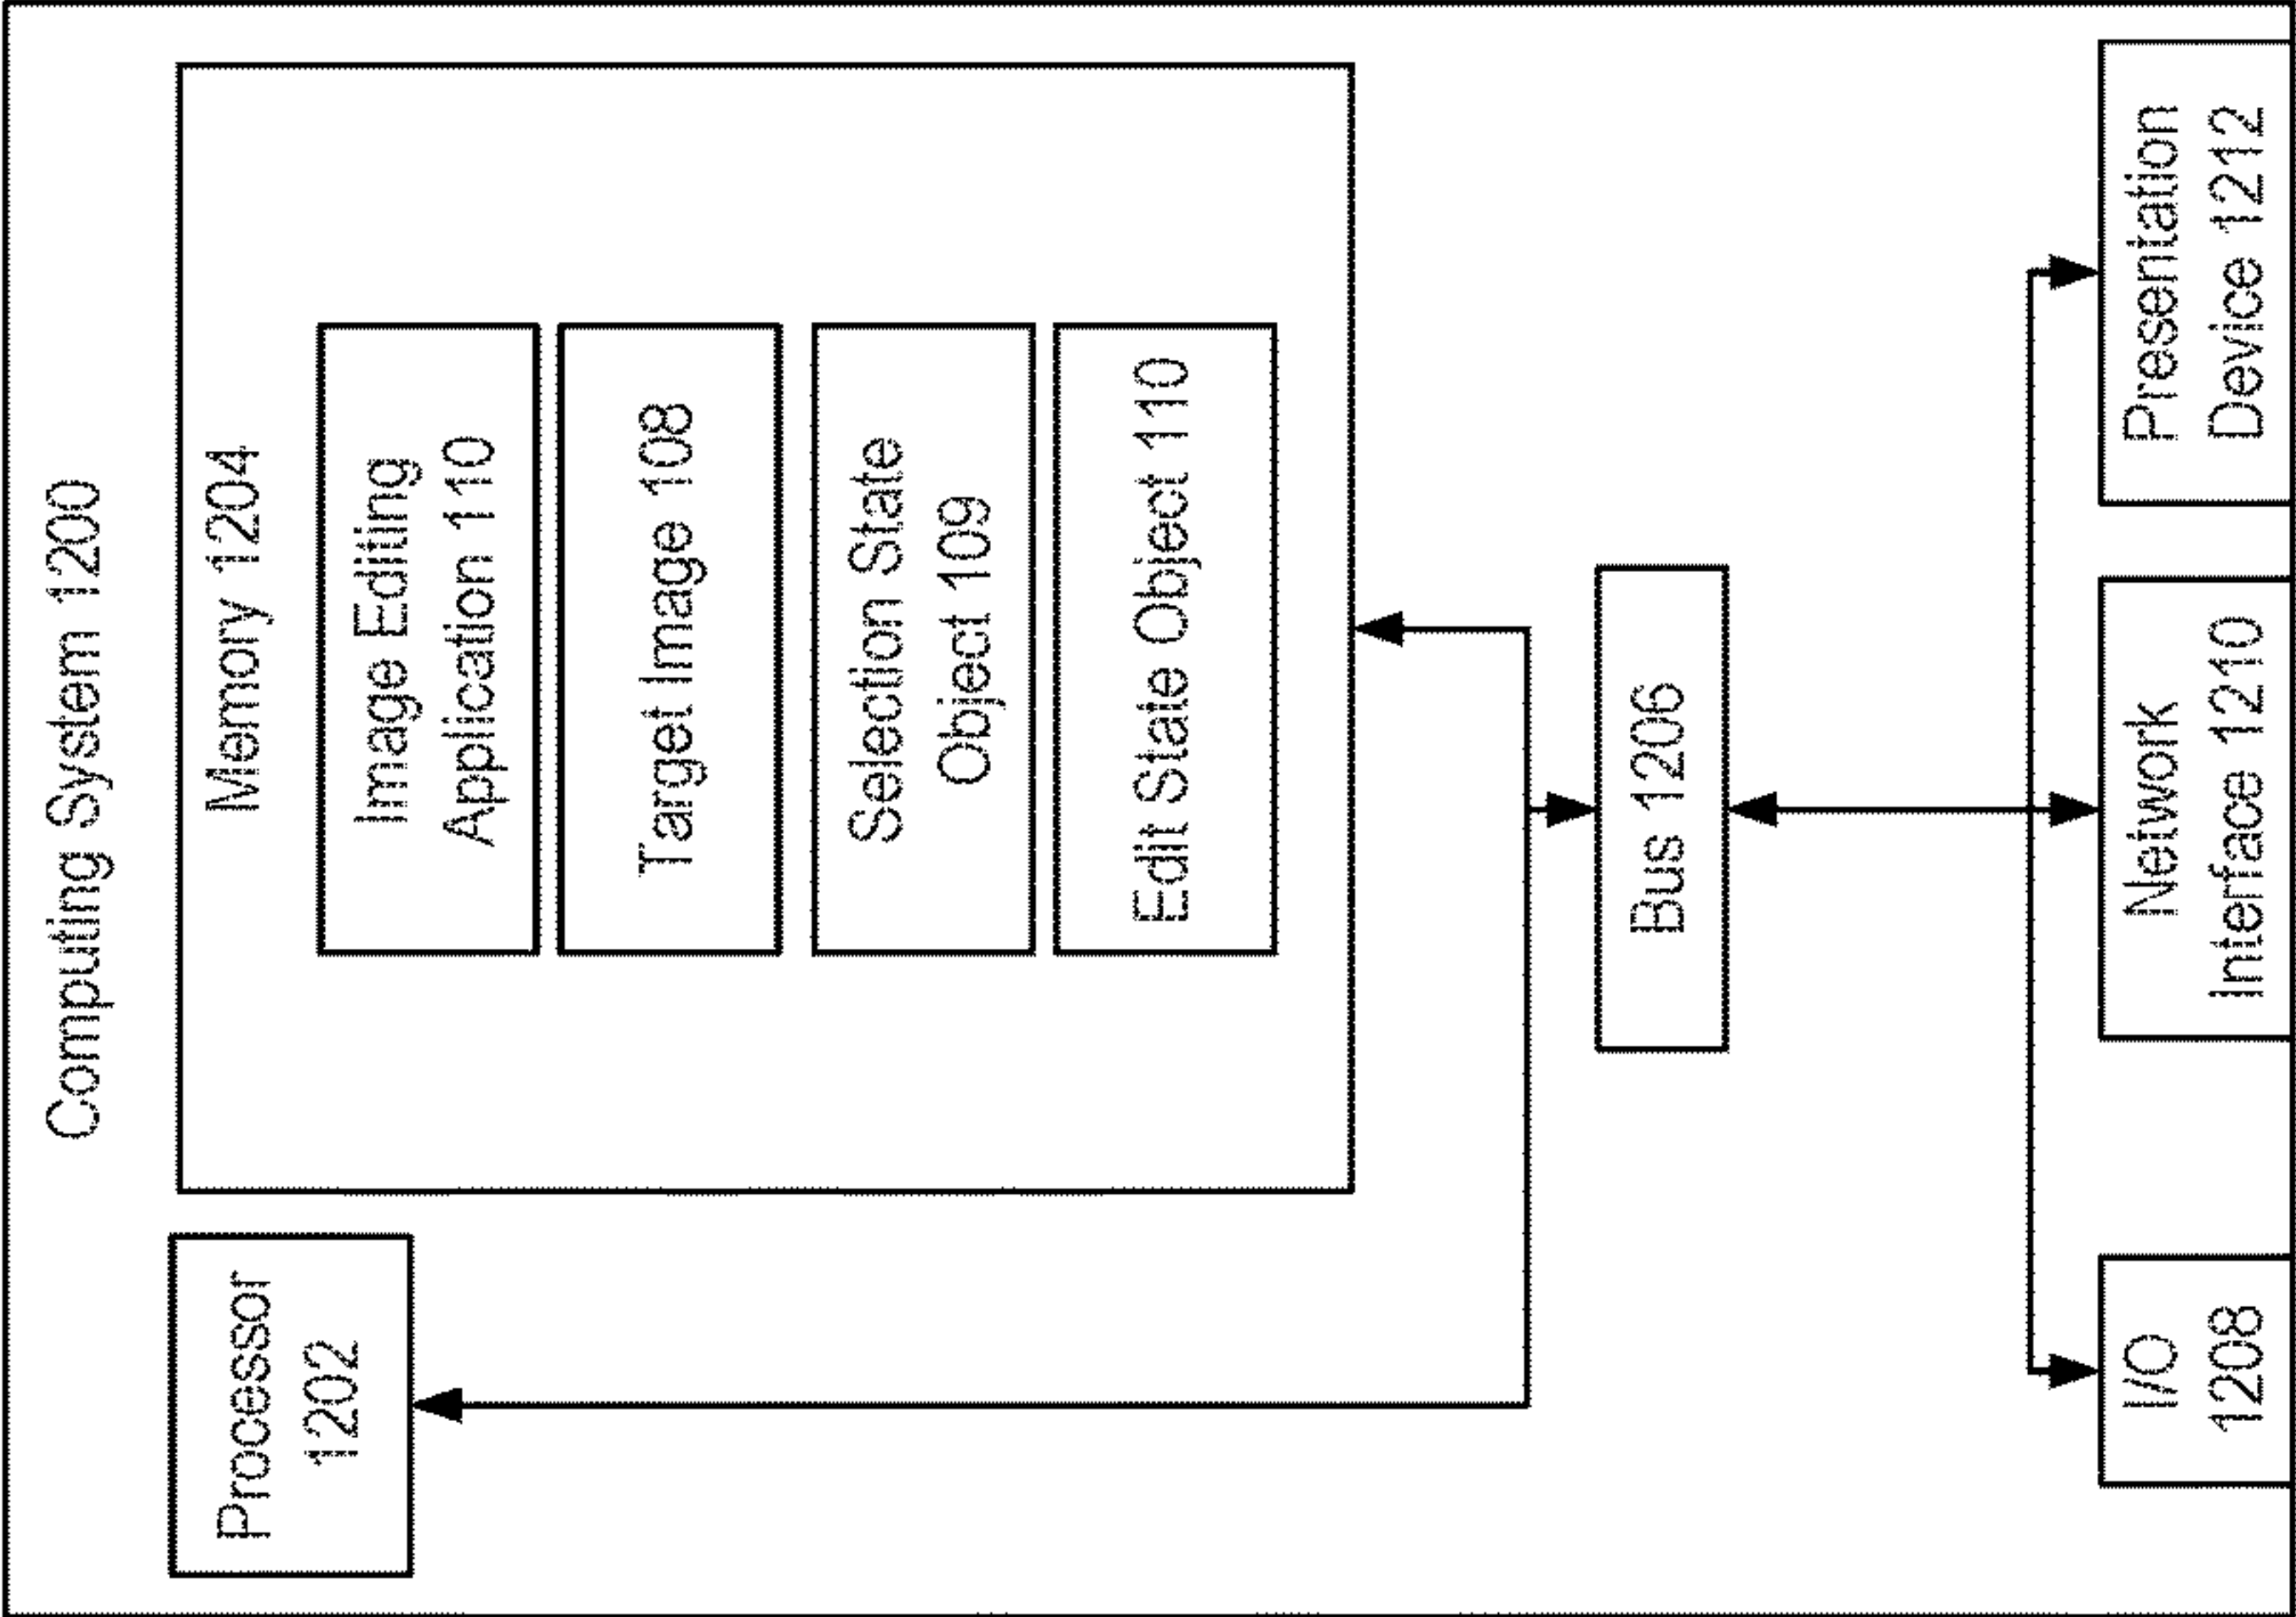 Computing System 1200
Processor
1202
Memory 1204
Image Editing
Application 110
Target Image 108
Selection State
Object 109
Edit State Object 110
Bus 1206
I/O
1208
Network
Interface 1210
Presentation
Device 1212